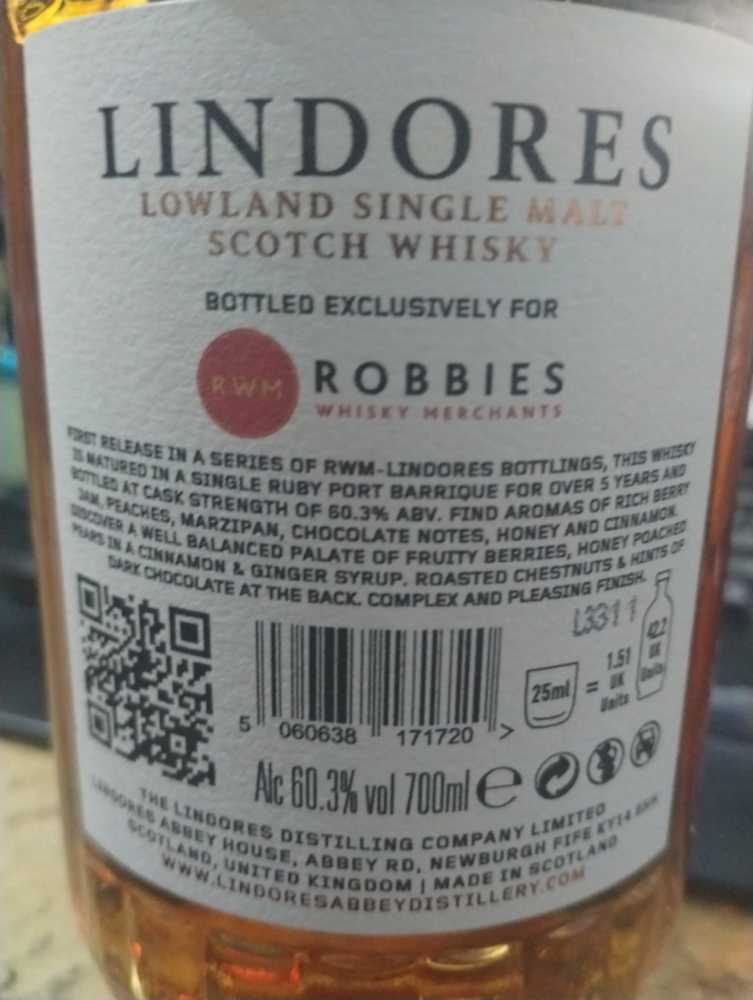 LINDORES
LOWLAND SINGLE MALT
SCOTCH WHISKY
BOTTLED EXCLUSIVELY FOR
RWM ROBBIES
WHISKY MERCHANTS
FIRST RELEASE IN A SERIES OF RWM-LINDORES BOTTLINGS, THIS WHISKY
IS MATURED IN A SINGLE RUBY PORT BARRIQUE FOR OVER 5 YEARS AND
BOTTLED AT CASK STRENGTH OF 60.3% ABV. FIND AROMAS OF RICH BERRY
JAM, PEACHES, MARZIPAN, CHOCOLATE NOTES, HONEY AND CINNAMON.
DISCOVER A WELL BALANCED PALATE OF FRUITY BERRIES, HONEY POACHED
PEARS IN A CINNAMON & GINGER SYRUP. ROASTED CHESTNUTS & HINTS OF
DARK CHOCOLATE AT THE BACK. COMPLEX AND PLEASING FINISH.
L3311
25ml = 1.51 UK Units
42.2 UK Units
5 060638 171720 >
Alc 60.3% vol 700ml e
THE LINDORES DISTILLING COMPANY LIMITED
LINDORES ABBEY HOUSE, ABBEY RD, NEWBURGH FIFE KY14
SCOTLAND, UNITED KINGDOM | MADE IN SCOTLAND
WWW.LINDORESABBEYDISTILLERY.COM